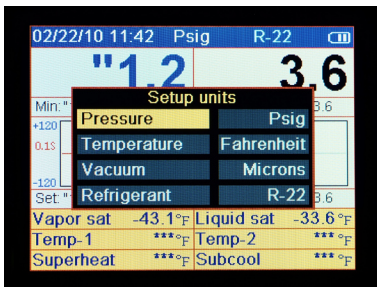 02/22/10 11:42 Psig R-22
"1.2 3.6
Setup units
Min: " 3.6
Pressure Psig
+120
Temperature Fahrenheit
0.1S
Vacuum Microns
-120
Refrigerant R-22
Set: " 3.6
Vapor sat -43.1°F Liquid sat -33.6°F
Temp-1 ***°F Temp-2 ***°F
Superheat ***°F Subcool ***°F